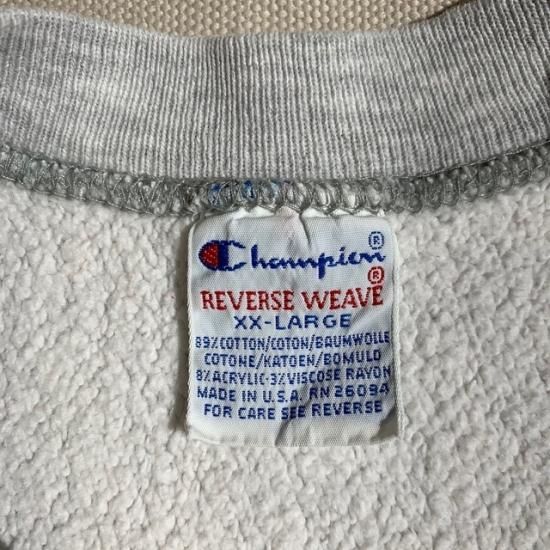 Champion®
REVERSE WEAVE®
XX-LARGE
89%COTTON/COTON/BAUMWOLLE
COTONE/KATOEN/BOMULD
8%ACRYLIC-3%VISCOSE RAYON
MADE IN U.S.A. RN 26094
FOR CARE SEE REVERSE